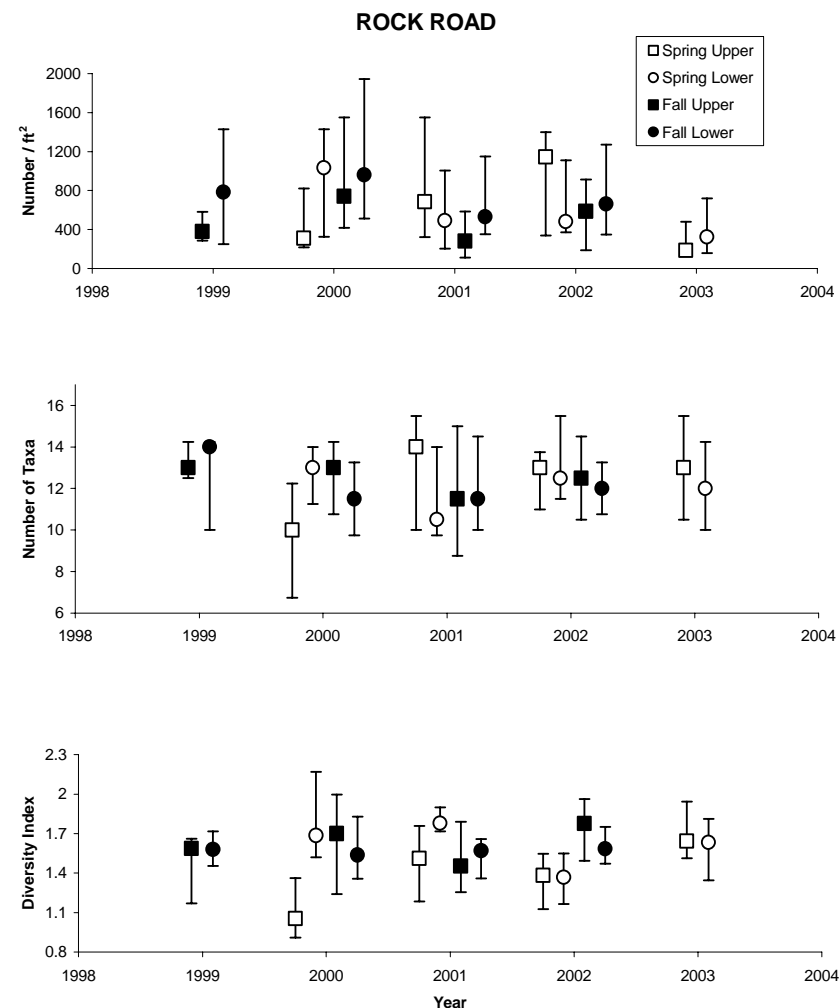 ROCK ROAD
Spring Upper
Spring Lower
Fall Upper
Fall Lower
Number / ft²
2000
1600
1200
800
400
0
1998 1999 2000 2001 2002 2003 2004
Number of Taxa
16
14
12
10
8
6
1998 1999 2000 2001 2002 2003 2004
Diversity Index
2.3
2
1.7
1.4
1.1
0.8
1998 1999 2000 2001 2002 2003 2004
Year